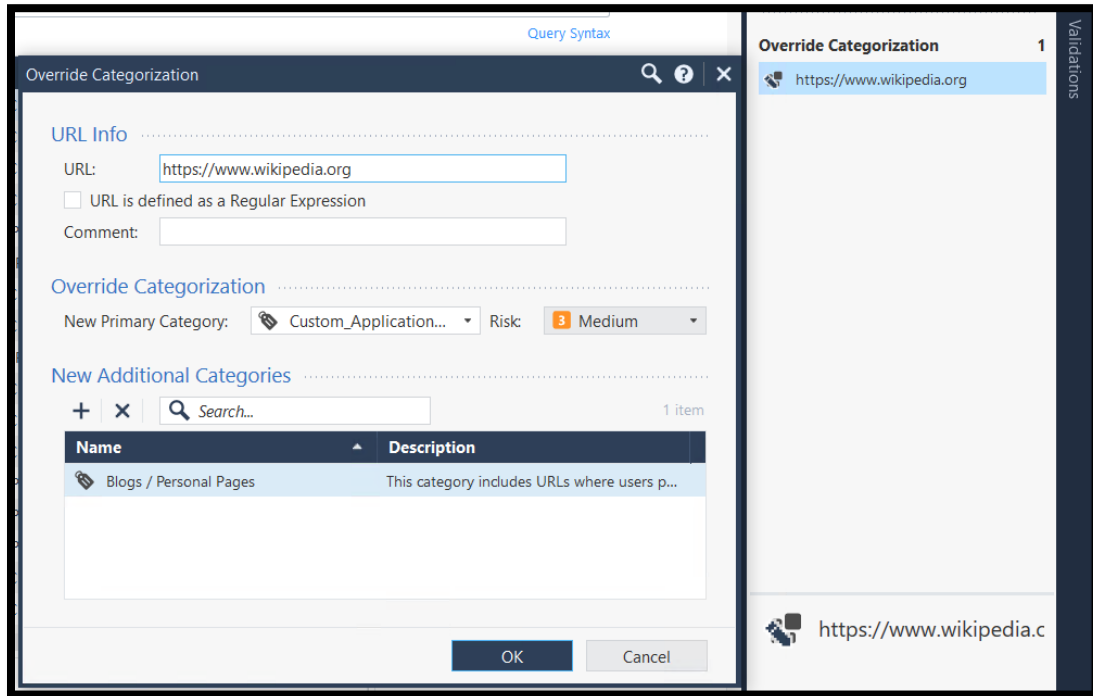 Query Syntax
Override Categorization
URL Info
URL: https://www.wikipedia.org
URL is defined as a Regular Expression
Comment:
Override Categorization
New Primary Category: Custom_Application... Risk: 3 Medium
New Additional Categories
Search... 1 item
Name Description
Blogs / Personal Pages This category includes URLs where users p...
OK Cancel
Override Categorization 1
https://www.wikipedia.org
https://www.wikipedia.c
Validations